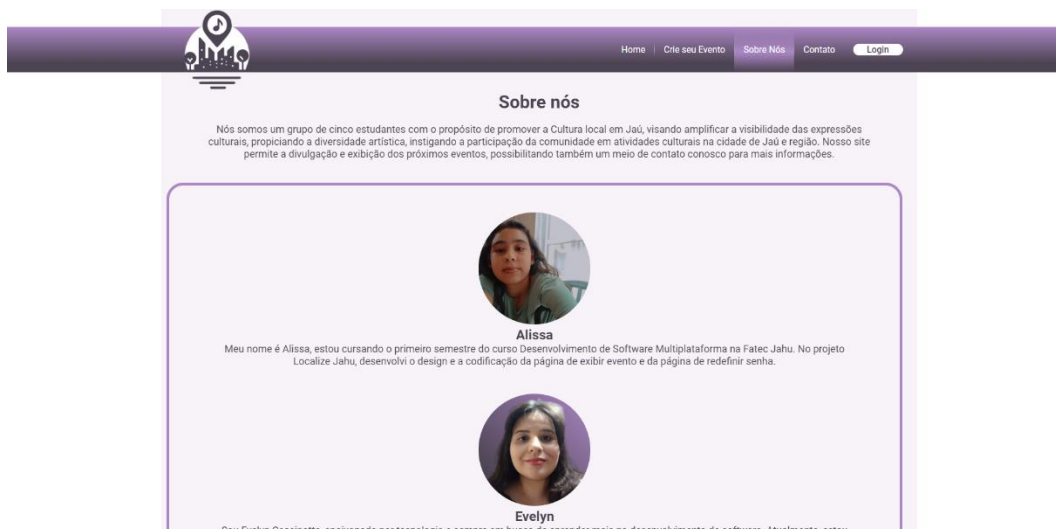 Home
Crie seu Evento
Sobre Nós
Contato
Login
Sobre nós
Nós somos um grupo de cinco estudantes com o propósito de promover a Cultura local em Jaú, visando amplificar a visibilidade das expressões
culturais, propiciando a diversidade artística, instigando a participação da comunidade em atividades culturais na cidade de Jaú e região. Nosso site
permite a divulgação e exibição dos próximos eventos, possibilitando também um meio de contato conosco para mais informações.
Alissa
Meu nome é Alissa, estou cursando o primeiro semestre do curso Desenvolvimento de Software Multiplataforma na Fatec Jahu. No projeto
Localize Jahu, desenvolvi o design e a codificação da página de exibir evento e da página de redefinir senha.
Evelyn